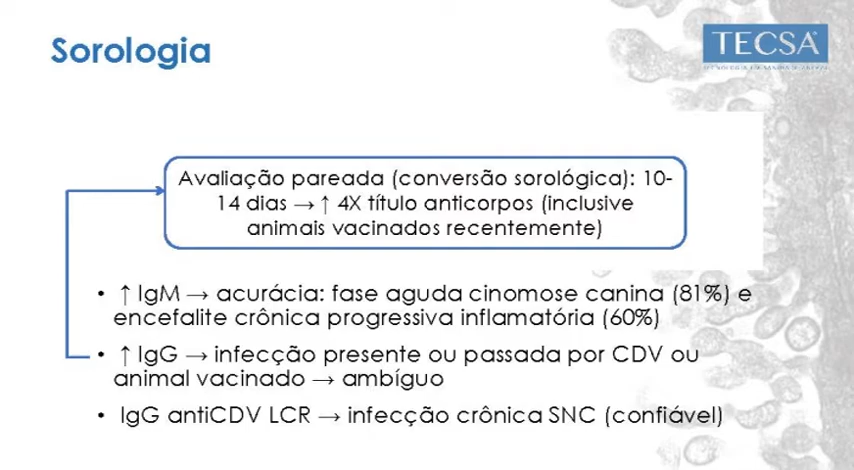 Sorologia
TECSA
Avaliação pareada (conversão sorológica): 10-
14 dias → ↑ 4X título anticorpos (inclusive
animais vacinados recentemente)
• ↑ IgM → acurácia: fase aguda cinomose canina (81%) e
encefalite crônica progressiva inflamatória (60%)
• ↑ IgG → infecção presente ou passada por CDV ou
animal vacinado → ambíguo
• IgG antiCDV LCR → infecção crônica SNC (confiável)